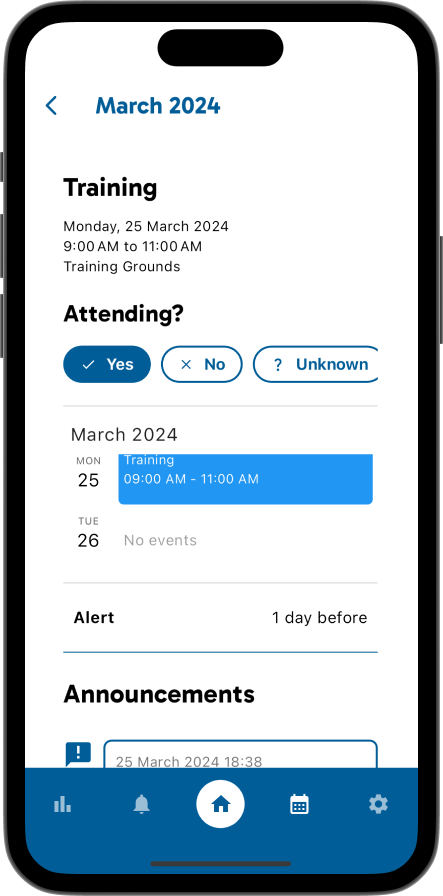 March 2024
Training
Monday, 25 March 2024
9:00 AM to 11:00 AM
Training Grounds
Attending?
Yes
No
? Unknown
March 2024
MON
25
Training
09:00 AM - 11:00 AM
TUE
26
No events
Alert
1 day before
Announcements
25 March 2024 18:38